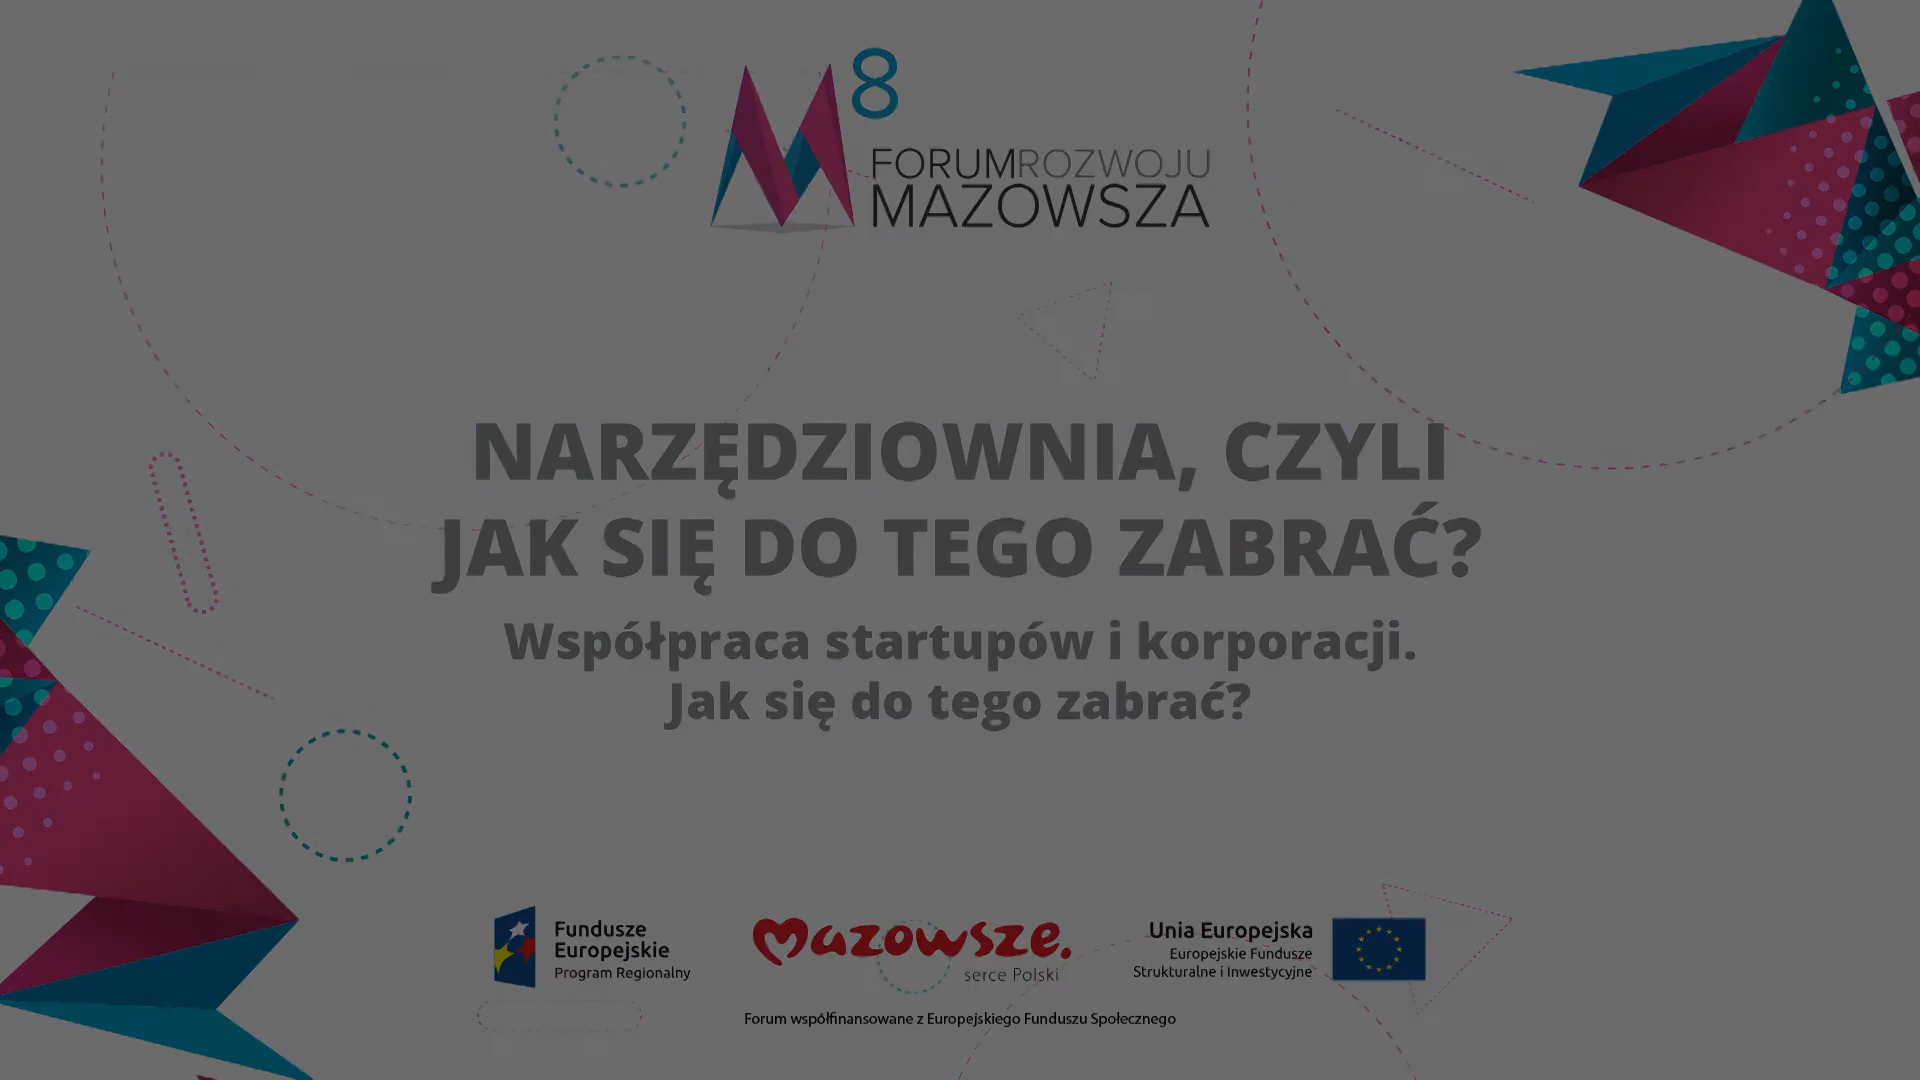 8
FORUMROZWOJU
MAZOWSZA
NARZĘDZIOWNIA, CZYLI
JAK SIĘ DO TEGO ZABRAĆ?
Współpraca startupów i korporacji.
Jak się do tego zabrać?
Fundusze
Europejskie
Program Regionalny
Mazowsze.
serce Polski
Unia Europejska
Europejskie Fundusze
Strukturalne i Inwestycyjne
Forum współfinansowane z Europejskiego Funduszu Społecznego